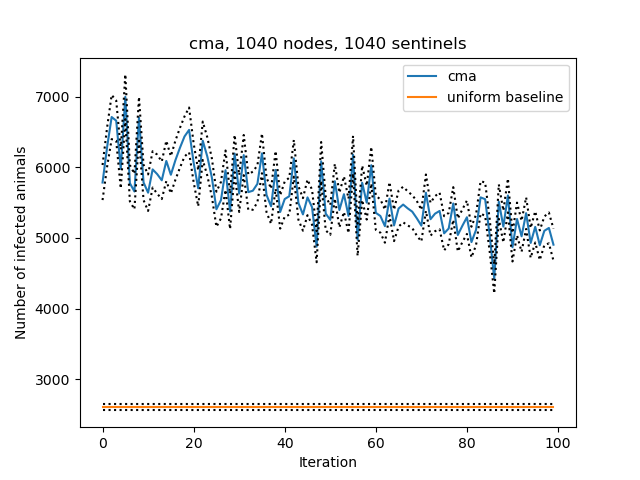 cma, 1040 nodes, 1040 sentinels
cma
uniform baseline
7000
6000
5000
4000
3000
Number of infected animals
0 20 40 60 80 100
Iteration